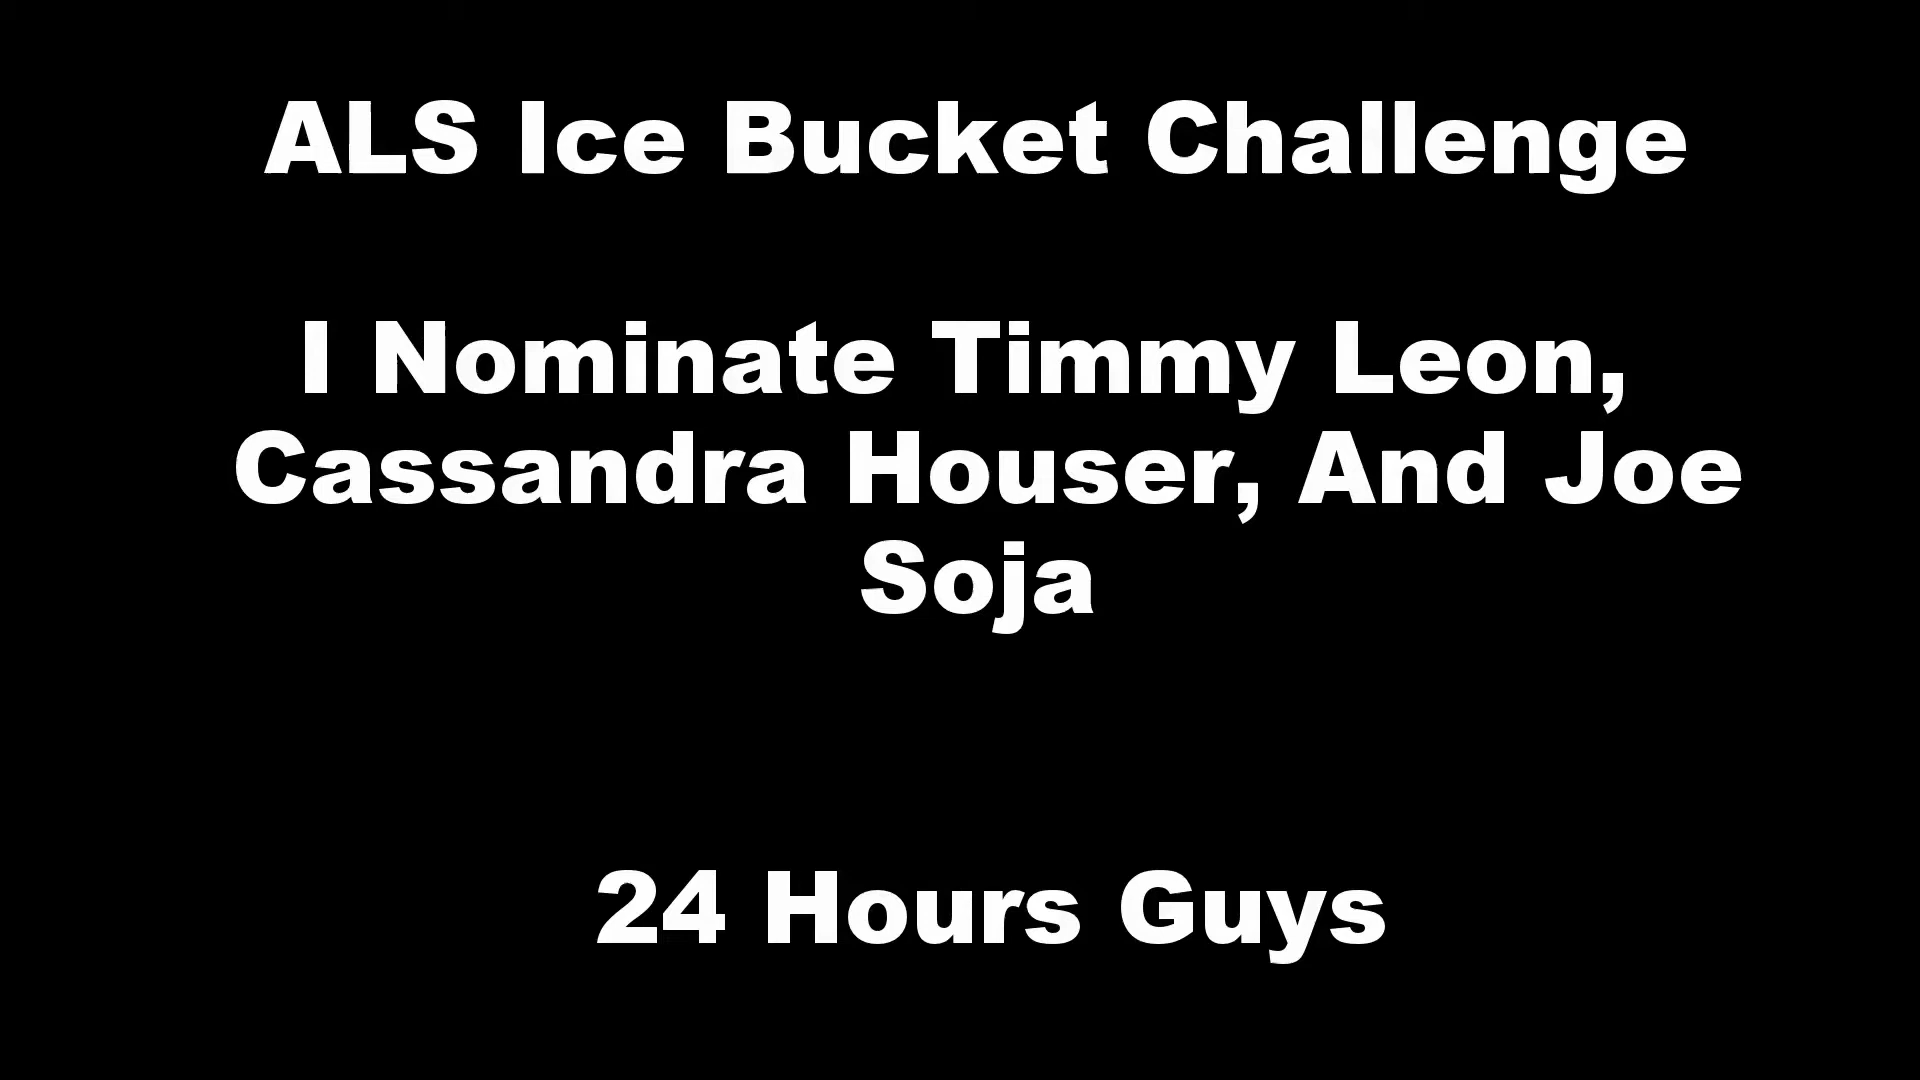 ALS Ice Bucket Challenge
I Nominate Timmy Leon,
Cassandra Houser, And Joe
Soja
24 Hours Guys